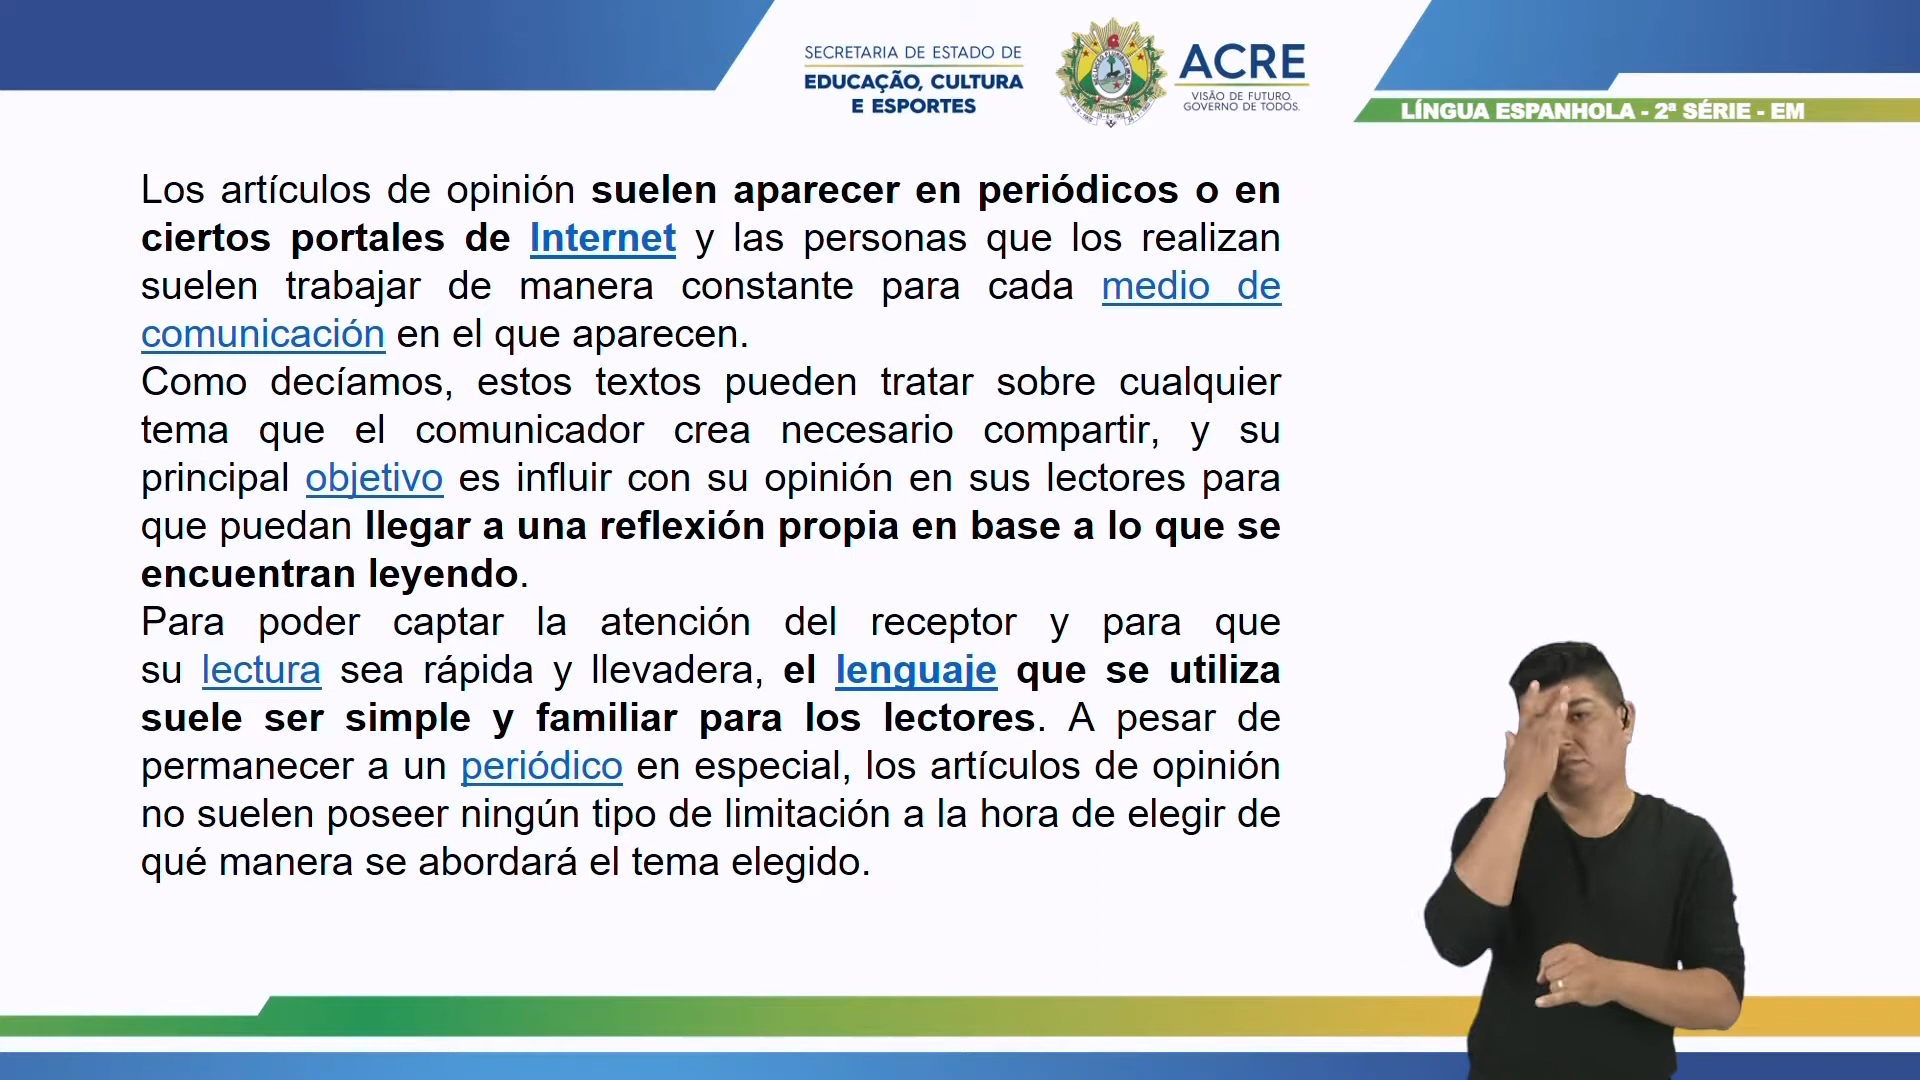 SECRETARIA DE ESTADO DE
EDUCAÇÃO, CULTURA
E ESPORTES
ACRE
VISÃO DE FUTURO.
GOVERNO DE TODOS.
LÍNGUA ESPANHOLA - 2ª SÉRIE - EM
Los artículos de opinión suelen aparecer en periódicos o en
ciertos portales de Internet y las personas que los realizan
suelen trabajar de manera constante para cada medio de
comunicación en el que aparecen.
Como decíamos, estos textos pueden tratar sobre cualquier
tema que el comunicador crea necesario compartir, y su
principal objetivo es influir con su opinión en sus lectores para
que puedan llegar a una reflexión propia en base a lo que se
encuentran leyendo.
Para poder captar la atención del receptor y para que
su lectura sea rápida y llevadera, el lenguaje que se utiliza
suele ser simple y familiar para los lectores. A pesar de
permanecer a un periódico en especial, los artículos de opinión
no suelen poseer ningún tipo de limitación a la hora de elegir de
qué manera se abordará el tema elegido.